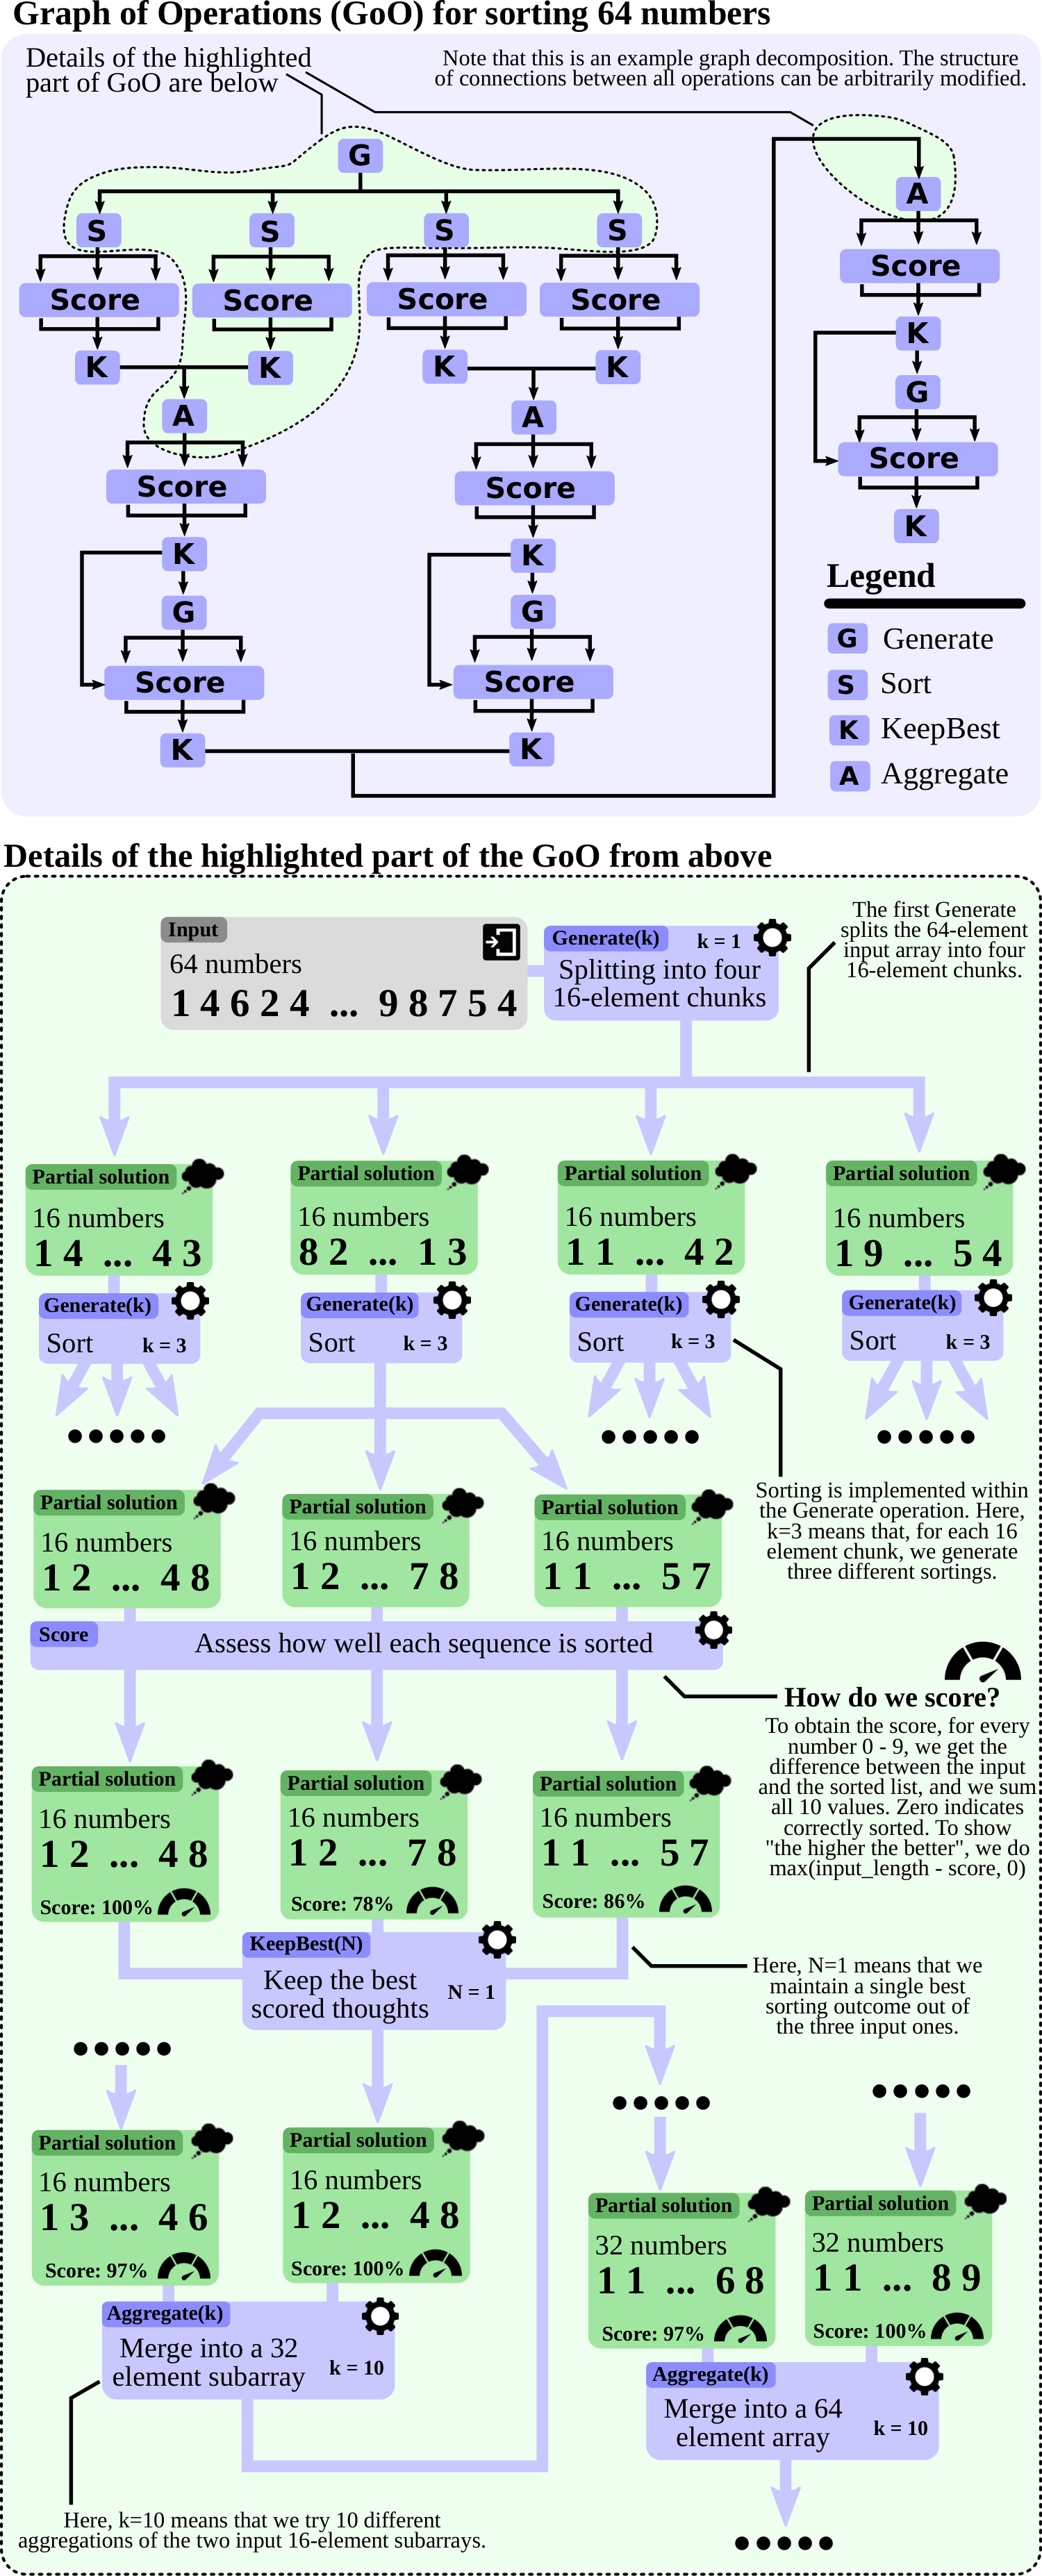 Graph of Operations (GoO) for sorting 64 numbers
Details of the highlighted
part of GoO are below
Note that this is an example graph decomposition. The structure
of connections between all operations can be arbitrarily modified.
G
A
S
S
S
S
Score
Score
Score
Score
Score
K
K
K
K
K
G
A
A
Score
Score
Score
K
K
K
G
G
Score
Score
K
K
Legend
G Generate
S Sort
K KeepBest
A Aggregate
Details of the highlighted part of the GoO from above
Input
64 numbers
1 4 6 2 4 ... 9 8 7 5 4
Generate(k) k = 1
Splitting into four
16-element chunks
The first Generate
splits the 64-element
input array into four
16-element chunks.
Partial solution
16 numbers
1 4 ... 4 3
Generate(k)
Sort k = 3
Partial solution
16 numbers
8 2 ... 1 3
Generate(k)
Sort k = 3
Partial solution
16 numbers
1 1 ... 4 2
Generate(k)
Sort k = 3
Partial solution
16 numbers
1 9 ... 5 4
Generate(k)
Sort k = 3
Sorting is implemented within
the Generate operation. Here,
k=3 means that, for each 16
element chunk, we generate
three different sortings.
Partial solution
16 numbers
1 2 ... 4 8
Partial solution
16 numbers
1 2 ... 7 8
Partial solution
16 numbers
1 1 ... 5 7
Score
Assess how well each sequence is sorted
How do we score?
To obtain the score, for every
number 0 - 9, we get the
difference between the input
and the sorted list, and we sum
all 10 values. Zero indicates
correctly sorted. To show
"the higher the better", we do
max(input_length - score, 0)
Partial solution
16 numbers
1 2 ... 4 8
Score: 100%
Partial solution
16 numbers
1 2 ... 7 8
Score: 78%
Partial solution
16 numbers
1 1 ... 5 7
Score: 86%
KeepBest(N)
Keep the best
scored thoughts
N = 1
Here, N=1 means that we
maintain a single best
sorting outcome out of
the three input ones.
Partial solution
16 numbers
1 3 ... 4 6
Score: 97%
Partial solution
16 numbers
1 2 ... 4 8
Score: 100%
Aggregate(k)
Merge into a 32
element subarray
k = 10
Partial solution
32 numbers
1 1 ... 6 8
Score: 97%
Partial solution
32 numbers
1 1 ... 8 9
Score: 100%
Aggregate(k)
Merge into a 64
element array
k = 10
Here, k=10 means that we try 10 different
aggregations of the two input 16-element subarrays.